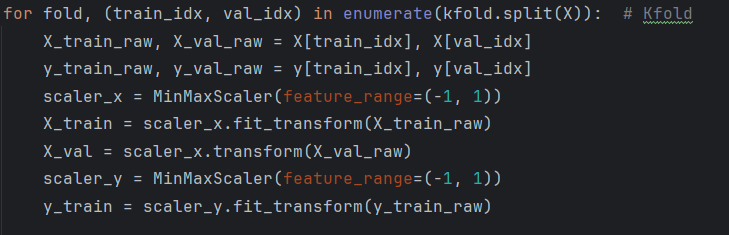 for fold, (train_idx, val_idx) in enumerate(kfold.split(X)):  # Kfold
    X_train_raw, X_val_raw = X[train_idx], X[val_idx]
    y_train_raw, y_val_raw = y[train_idx], y[val_idx]
    scaler_x = MinMaxScaler(feature_range=(-1, 1))
    X_train = scaler_x.fit_transform(X_train_raw)
    X_val = scaler_x.transform(X_val_raw)
    scaler_y = MinMaxScaler(feature_range=(-1, 1))
    y_train = scaler_y.fit_transform(y_train_raw)